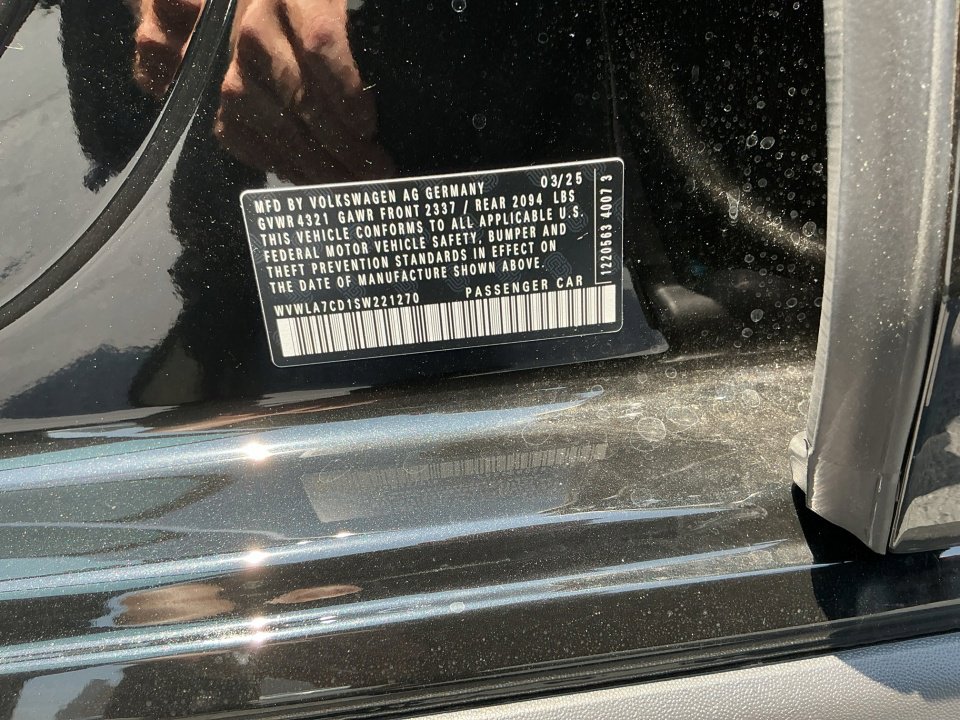 MFD BY VOLKSWAGEN AG GERMANY 03/25
GVWR 4321 GAWR FRONT 2337 / REAR 2094 LBS
THIS VEHICLE CONFORMS TO ALL APPLICABLE U.S.
FEDERAL MOTOR VEHICLE SAFETY, BUMPER AND
THEFT PREVENTION STANDARDS IN EFFECT ON
THE DATE OF MANUFACTURE SHOWN ABOVE.
WVWLA7CD1SW221270 PASSENGER CAR
1220563 40073